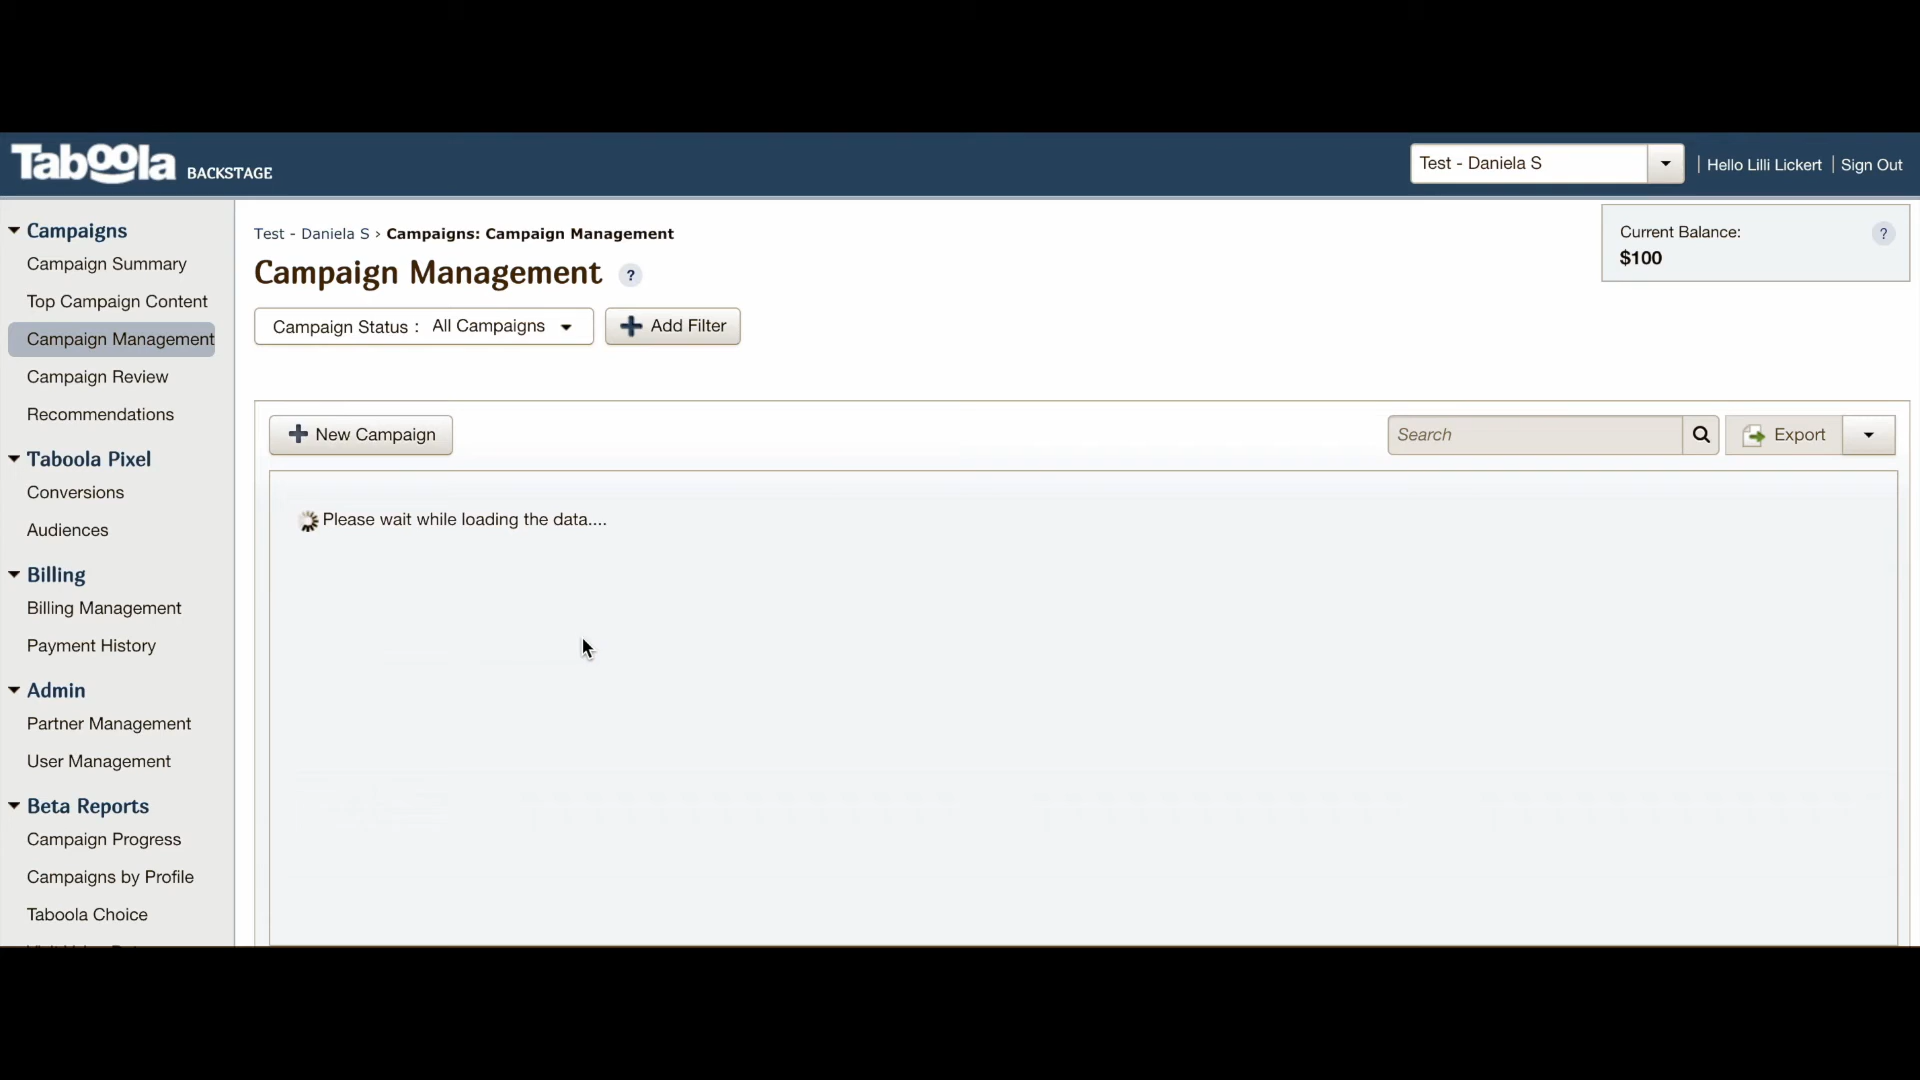 Taboola BACKSTAGE
Test - Daniela S
Hello Lilli Lickert
Sign Out
Campaigns
Campaign Summary
Top Campaign Content
Campaign Management
Campaign Review
Recommendations
Taboola Pixel
Conversions
Audiences
Billing
Billing Management
Payment History
Admin
Partner Management
User Management
Beta Reports
Campaign Progress
Campaigns by Profile
Taboola Choice
Test - Daniela S › Campaigns: Campaign Management
Campaign Management ?
Current Balance: ?
$100
Campaign Status : All Campaigns
Add Filter
New Campaign
Search
Export
Please wait while loading the data....